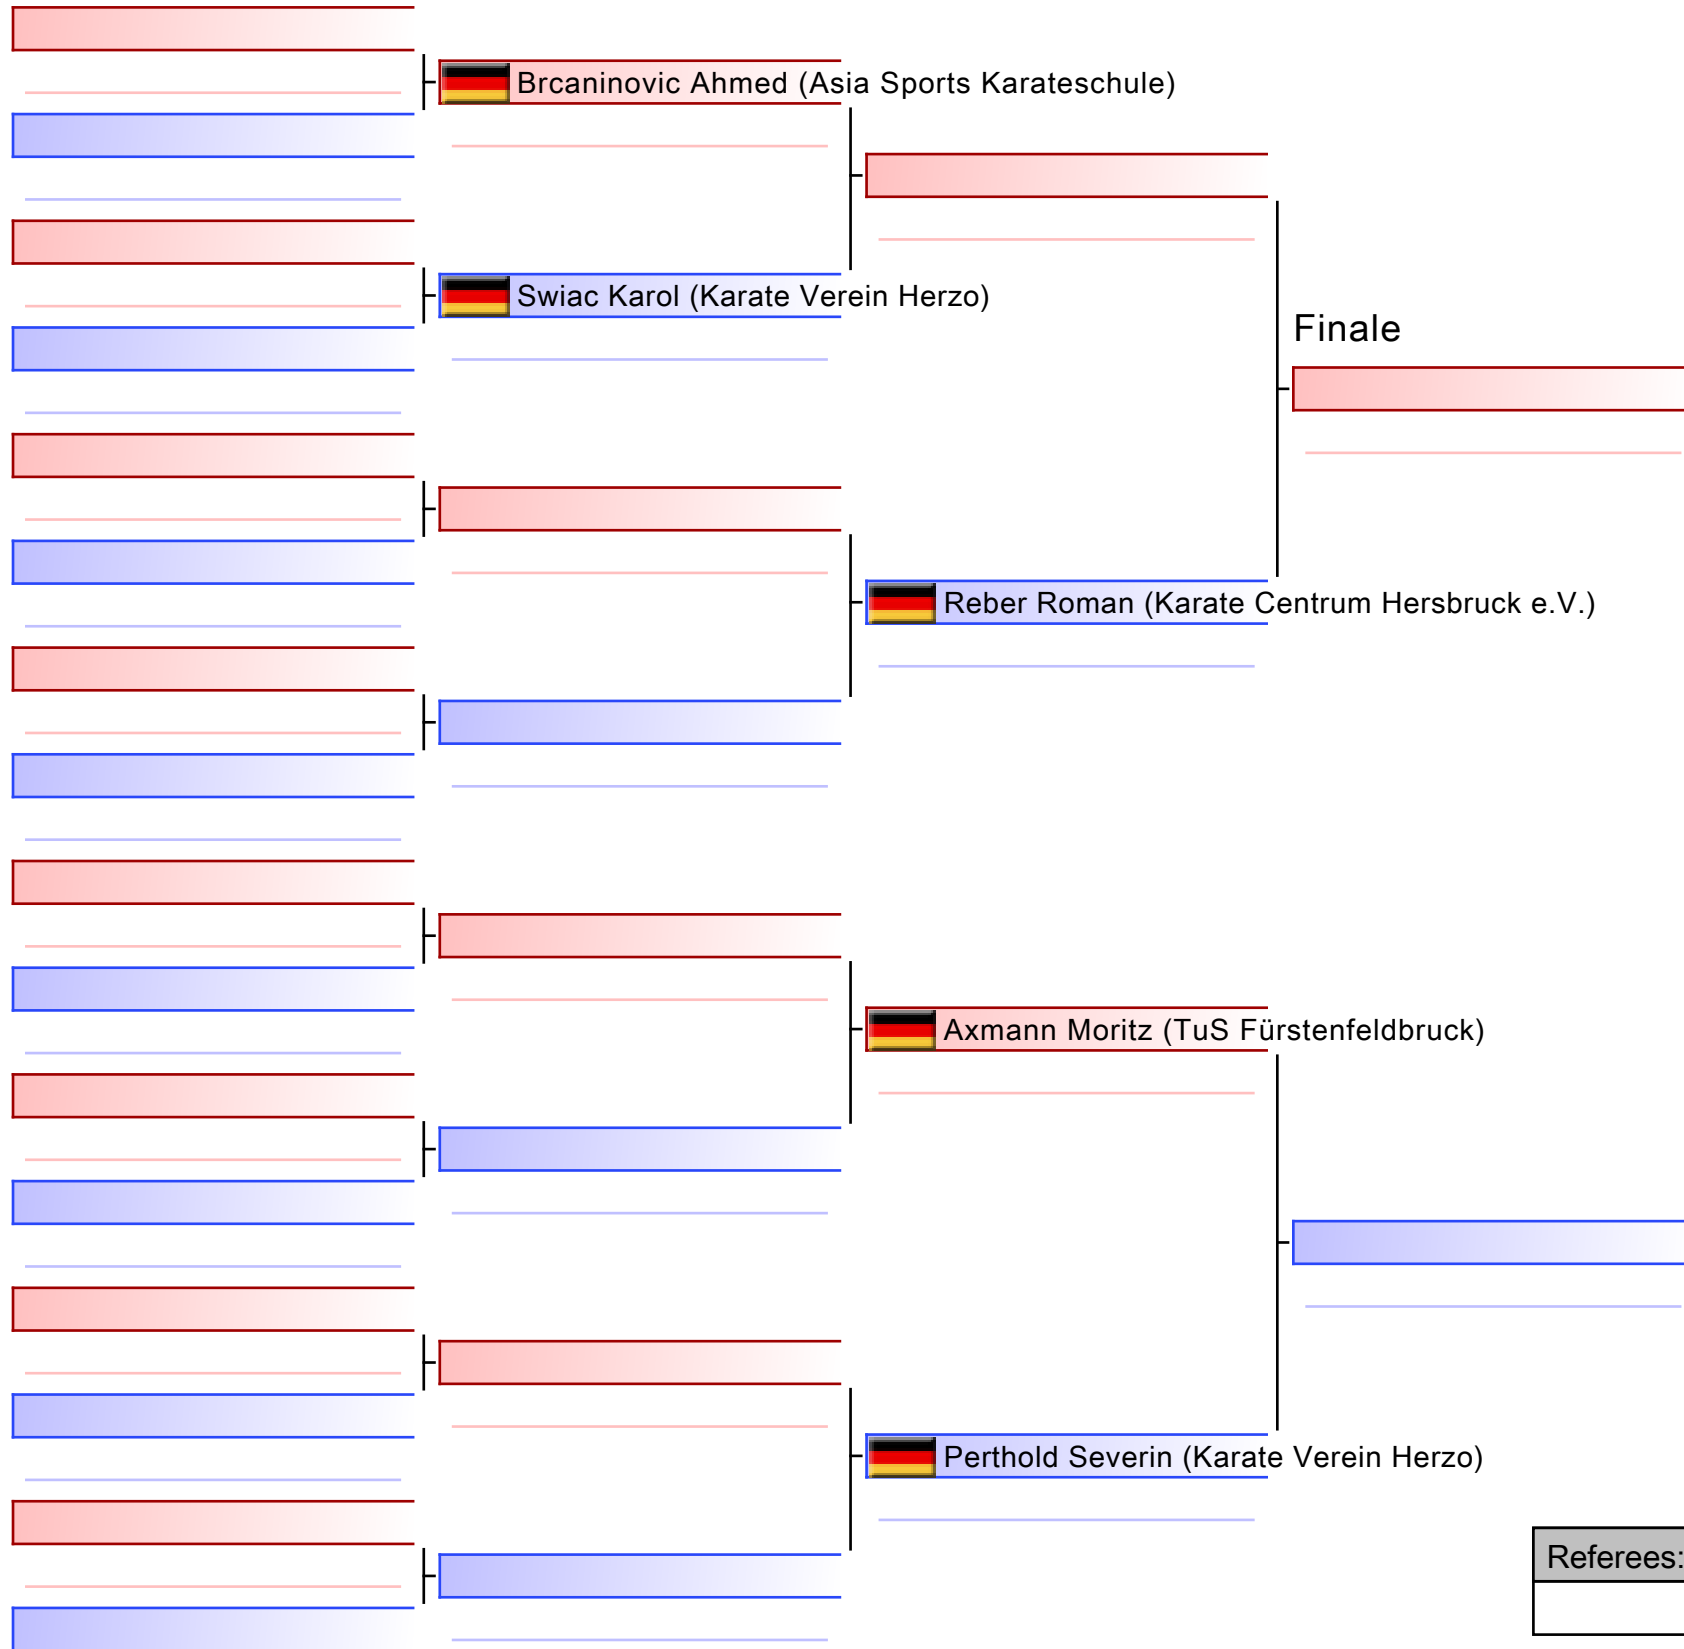 Brcaninovic Ahmed (Asia Sports Karateschule)
Swiac Karol (Karate Verein Herzo)
Finale
Reber Roman (Karate Centrum Hersbruck e.V.)
Axmann Moritz (TuS Fürstenfeldbruck)
Perthold Severin (Karate Verein Herzo)
Referees: